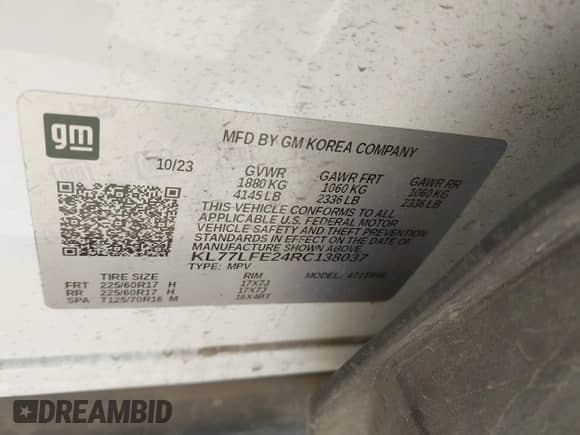 gm
MFD BY GM KOREA COMPANY
10/23 GVWR GAWR FRT GAWR RR
1880 KG 1060 KG 1060 KG
4145 LB 2336 LB 2336 LB
THIS VEHICLE CONFORMS TO ALL
APPLICABLE U.S. FEDERAL MOTOR
VEHICLE SAFETY AND THEFT
PREVENTION STANDARDS IN
EFFECT ON THE DATE OF
MANUFACTURE SHOWN ABOVE.
KL77LFE24RC138037
TYPE: MPV MODEL:
TIRE SIZE RIM
FRT 225/60R17 H 17X7J
RR 225/60R17 H 17X7J
SPA T125/70R16 M 16X4BT
DREAMBID